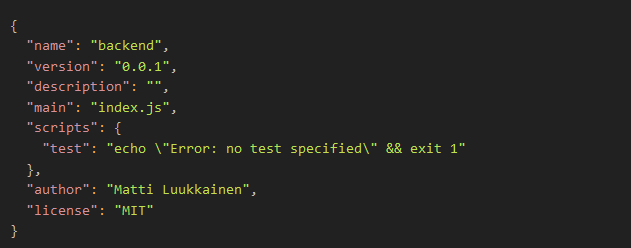 {
  "name": "backend",
  "version": "0.0.1",
  "description": "",
  "main": "index.js",
  "scripts": {
    "test": "echo \"Error: no test specified\" && exit 1"
  },
  "author": "Matti Luukkainen",
  "license": "MIT"
}